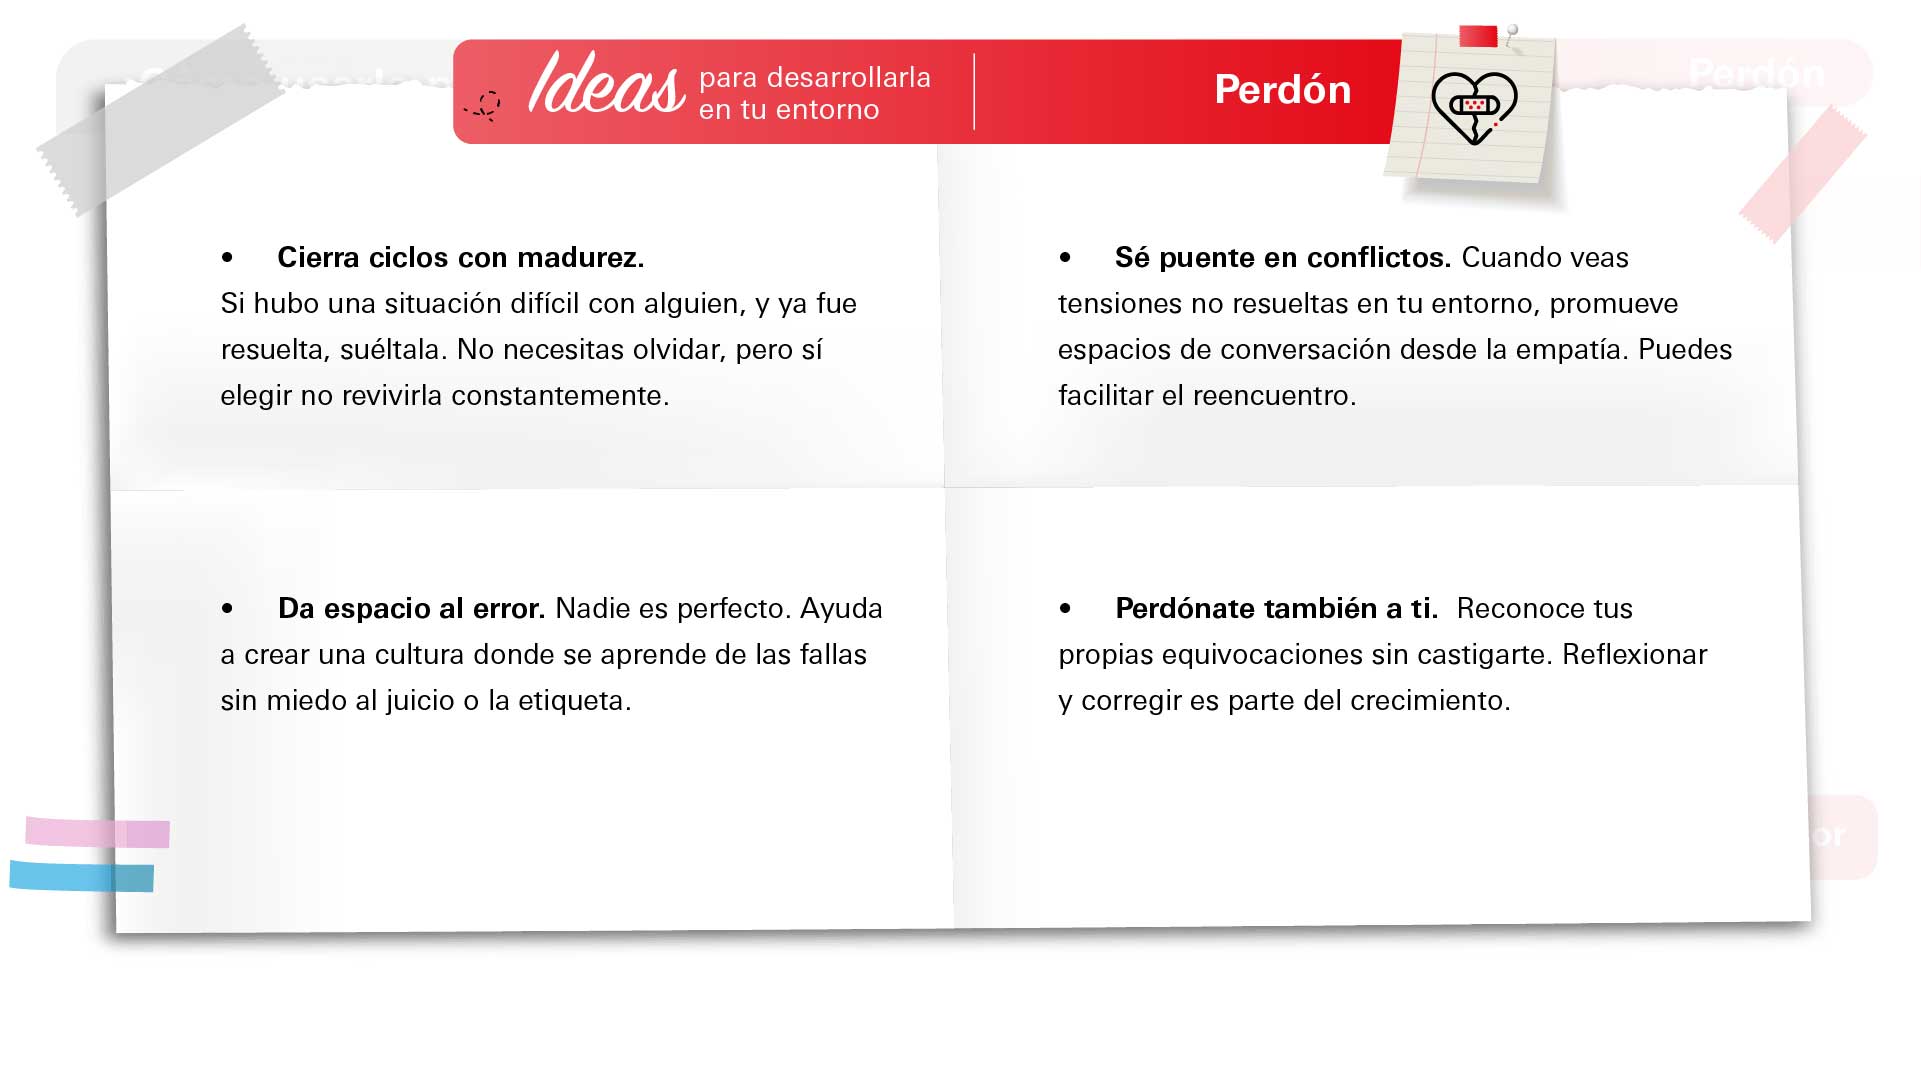 Ideas para desarrollarla
en tu entorno
Perdón
Perdón
• Cierra ciclos con madurez.
Si hubo una situación difícil con alguien, y ya fue
resuelta, suéltala. No necesitas olvidar, pero sí
elegir no revivirla constantemente.
• Sé puente en conflictos. Cuando veas
tensiones no resueltas en tu entorno, promueve
espacios de conversación desde la empatía. Puedes
facilitar el reencuentro.
• Da espacio al error. Nadie es perfecto. Ayuda
a crear una cultura donde se aprende de las fallas
sin miedo al juicio o la etiqueta.
• Perdónate también a ti. Reconoce tus
propias equivocaciones sin castigarte. Reflexionar
y corregir es parte del crecimiento.